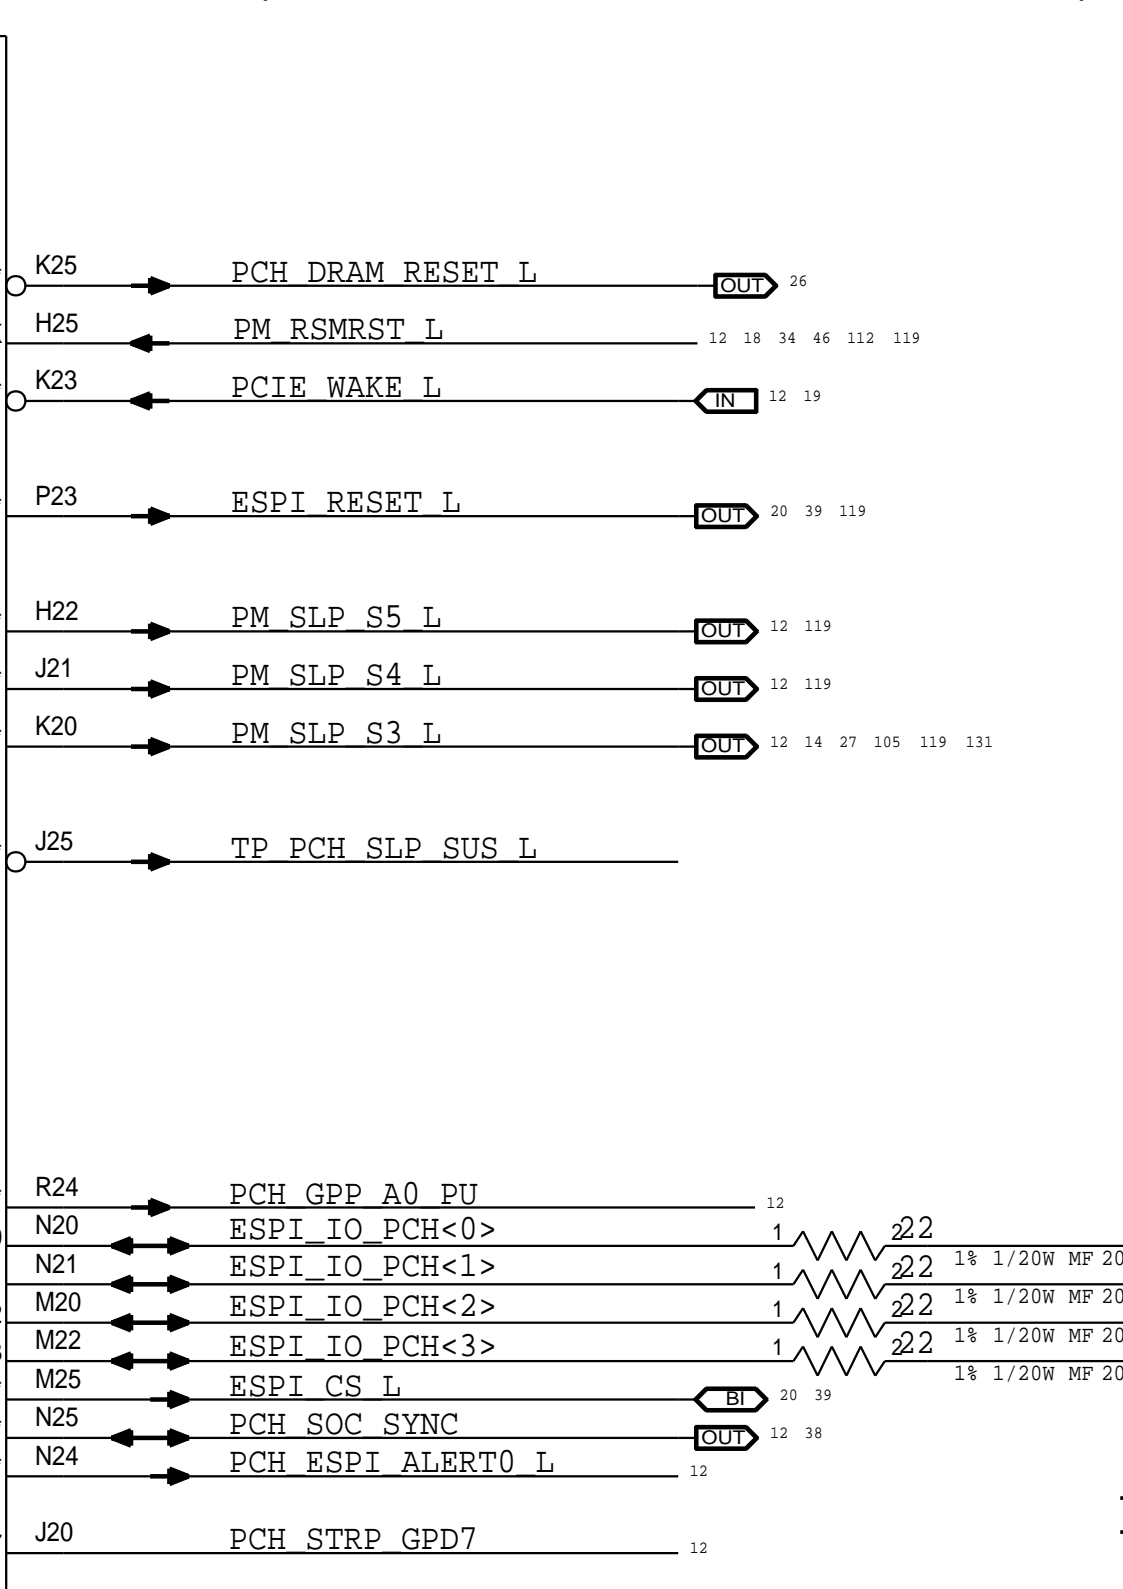 K25 PCH_DRAM_RESET_L OUT 26
H25 PM_RSMRST_L 12 18 34 46 112 119
K23 PCIE_WAKE_L IN 12 19
P23 ESPI_RESET_L OUT 20 39 119
H22 PM_SLP_S5_L OUT 12 119
J21 PM_SLP_S4_L OUT 12 119
K20 PM_SLP_S3_L OUT 12 14 27 105 119 131
J25 TP_PCH_SLP_SUS_L
R24 PCH_GPP_A0_PU 12
N20 ESPI_IO_PCH<0> 1 2 22
1% 1/20W MF 20
N21 ESPI_IO_PCH<1> 1 2 22
1% 1/20W MF 20
M20 ESPI_IO_PCH<2> 1 2 22
1% 1/20W MF 20
M22 ESPI_IO_PCH<3> 1 2 22
1% 1/20W MF 20
M25 ESPI_CS_L BI 20 39
N25 PCH_SOC_SYNC OUT 12 38
N24 PCH_ESPI_ALERT0_L 12
J20 PCH_STRP_GPD7 12